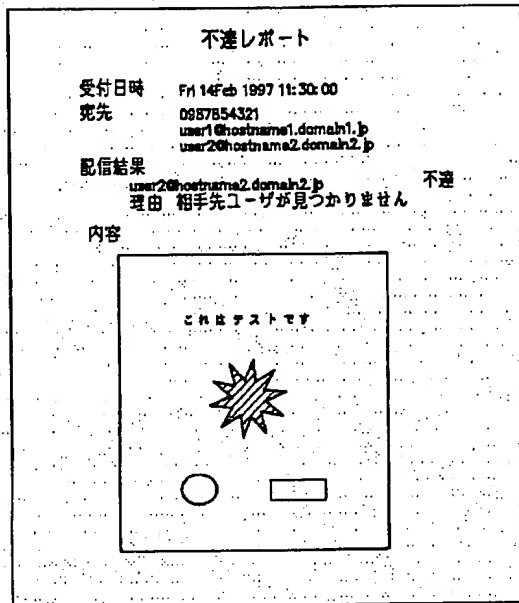 不達レポート
受付日時 Fri 14Feb 1997 11:30:00
宛先 0987654321
user1@hostname1.domain1.jp
user2@hostname2.domain2.jp
配信結果
user2@hostname2.domain2.jp 不達
理由 相手先ユーザが見つかりません
内容
これはテストです